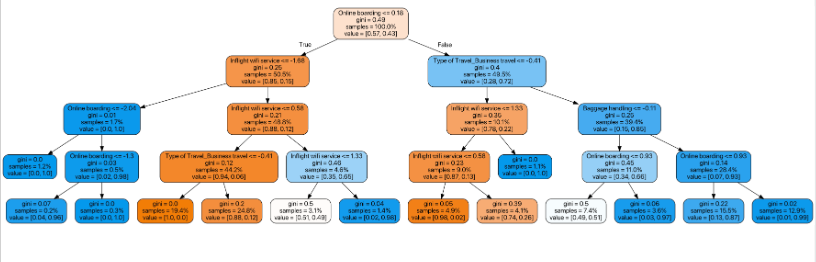 Online boarding <= 0.16
gini = 0.49
samples = 100.0%
value = [0.57, 0.43]
True
False
Inflight wifi service <= -1.66
gini = 0.25
samples = 50.5%
value = [0.85, 0.15]
Type of Travel_Business travel <= -0.41
gini = 0.4
samples = 49.5%
value = [0.28, 0.72]
Online boarding <= -2.04
gini = 0.01
samples = 1.7%
value = [0.0, 1.0]
Inflight wifi service <= 0.58
gini = 0.21
samples = 48.8%
value = [0.88, 0.12]
Inflight wifi service <= 1.33
gini = 0.35
samples = 10.1%
value = [0.78, 0.22]
Baggage handling <= -0.11
gini = 0.26
samples = 39.4%
value = [0.15, 0.85]
gini = 0.0
samples = 1.2%
value = [0.0, 1.0]
Online boarding <= -1.3
gini = 0.03
samples = 0.5%
value = [0.02, 0.98]
Type of Travel_Business travel <= -0.41
gini = 0.12
samples = 44.2%
value = [0.94, 0.06]
Inflight wifi service <= 1.33
gini = 0.46
samples = 4.6%
value = [0.35, 0.65]
Inflight wifi service <= 0.58
gini = 0.23
samples = 9.0%
value = [0.87, 0.13]
gini = 0.0
samples = 1.1%
value = [0.0, 1.0]
Online boarding <= 0.93
gini = 0.45
samples = 11.0%
value = [0.34, 0.66]
Online boarding <= 0.93
gini = 0.14
samples = 28.4%
value = [0.07, 0.93]
gini = 0.07
samples = 0.2%
value = [0.04, 0.96]
gini = 0.0
samples = 0.3%
value = [0.0, 1.0]
gini = 0.0
samples = 19.4%
value = [1.0, 0.0]
gini = 0.2
samples = 24.8%
value = [0.88, 0.12]
gini = 0.5
samples = 3.1%
value = [0.51, 0.49]
gini = 0.04
samples = 1.4%
value = [0.02, 0.98]
gini = 0.05
samples = 4.9%
value = [0.98, 0.02]
gini = 0.39
samples = 4.1%
value = [0.74, 0.26]
gini = 0.5
samples = 7.4%
value = [0.49, 0.51]
gini = 0.06
samples = 3.6%
value = [0.03, 0.97]
gini = 0.22
samples = 15.5%
value = [0.13, 0.87]
gini = 0.02
samples = 12.9%
value = [0.01, 0.99]